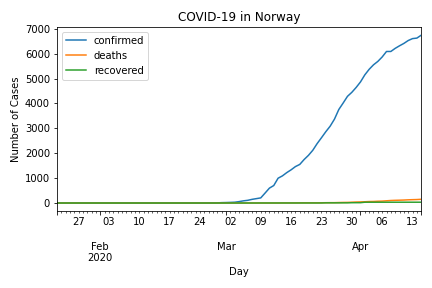 COVID-19 in Norway
7000
6000
5000
4000
3000
2000
1000
0
Number of Cases
confirmed
deaths
recovered
27 03 10 17 24 02 09 16 23 30 06 13
Feb Mar Apr
2020
Day